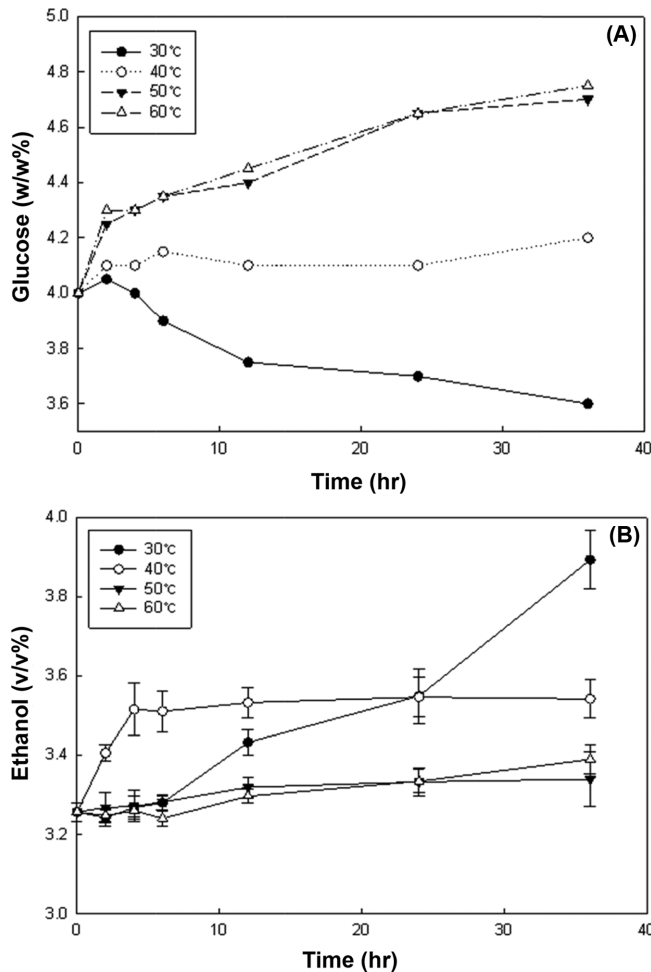 (A)
30℃
40℃
50℃
60℃
5.0
4.8
4.6
4.4
4.2
4.0
3.8
3.6
Glucose (w/w%)
0 10 20 30 40
Time (hr)
(B)
30℃
40℃
50℃
60℃
4.0
3.8
3.6
3.4
3.2
3.0
Ethanol (v/v%)
0 10 20 30 40
Time (hr)